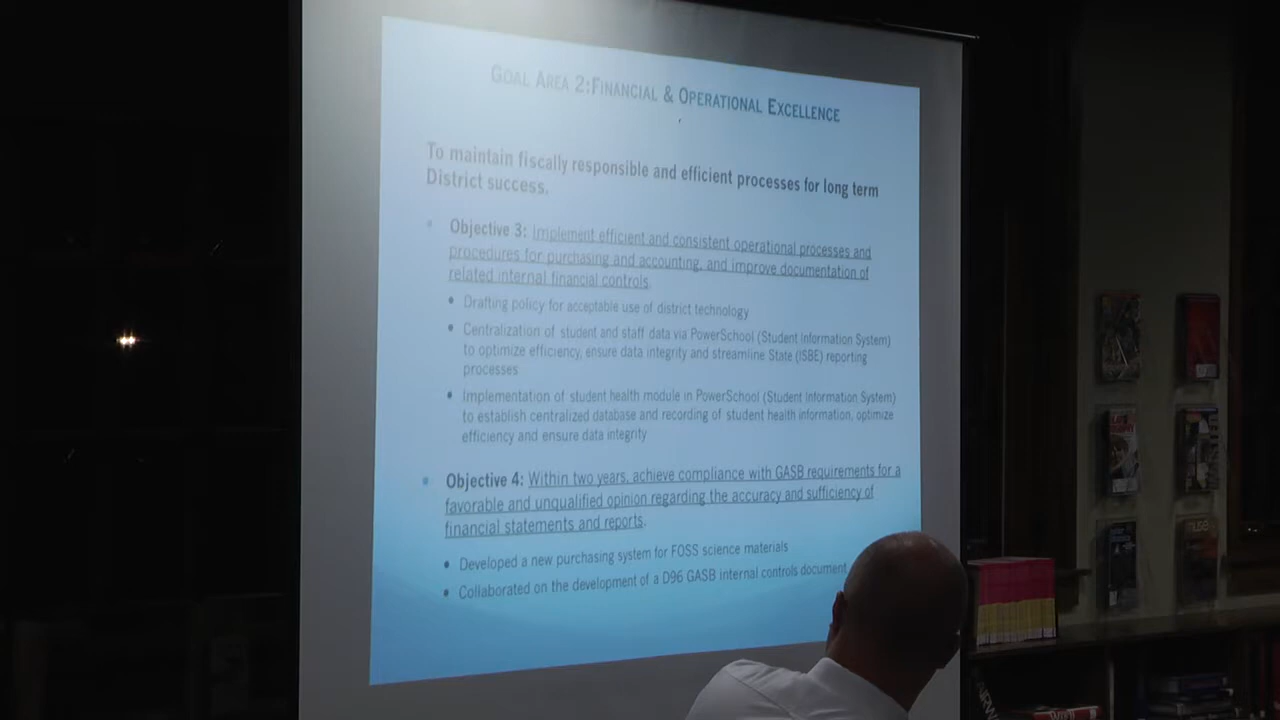 GOAL AREA 2:FINANCIAL & OPERATIONAL EXCELLENCE
To maintain fiscally responsible and efficient processes for long term
District success.
• Objective 3: Implement efficient and consistent operational processes and
procedures for purchasing and accounting, and improve documentation of
related internal financial controls.
• Drafting policy for acceptable use of district technology
• Centralization of student and staff data via PowerSchool (Student Information System)
to optimize efficiency, ensure data integrity and streamline State (ISBE) reporting
processes
• Implementation of student health module in PowerSchool (Student Information System)
to establish centralized database and recording of student health information, optimize
efficiency and ensure data integrity
• Objective 4: Within two years, achieve compliance with GASB requirements for a
favorable and unqualified opinion regarding the accuracy and sufficiency of
financial statements and reports.
• Developed a new purchasing system for FOSS science materials
• Collaborated on the development of a D96 GASB internal controls document